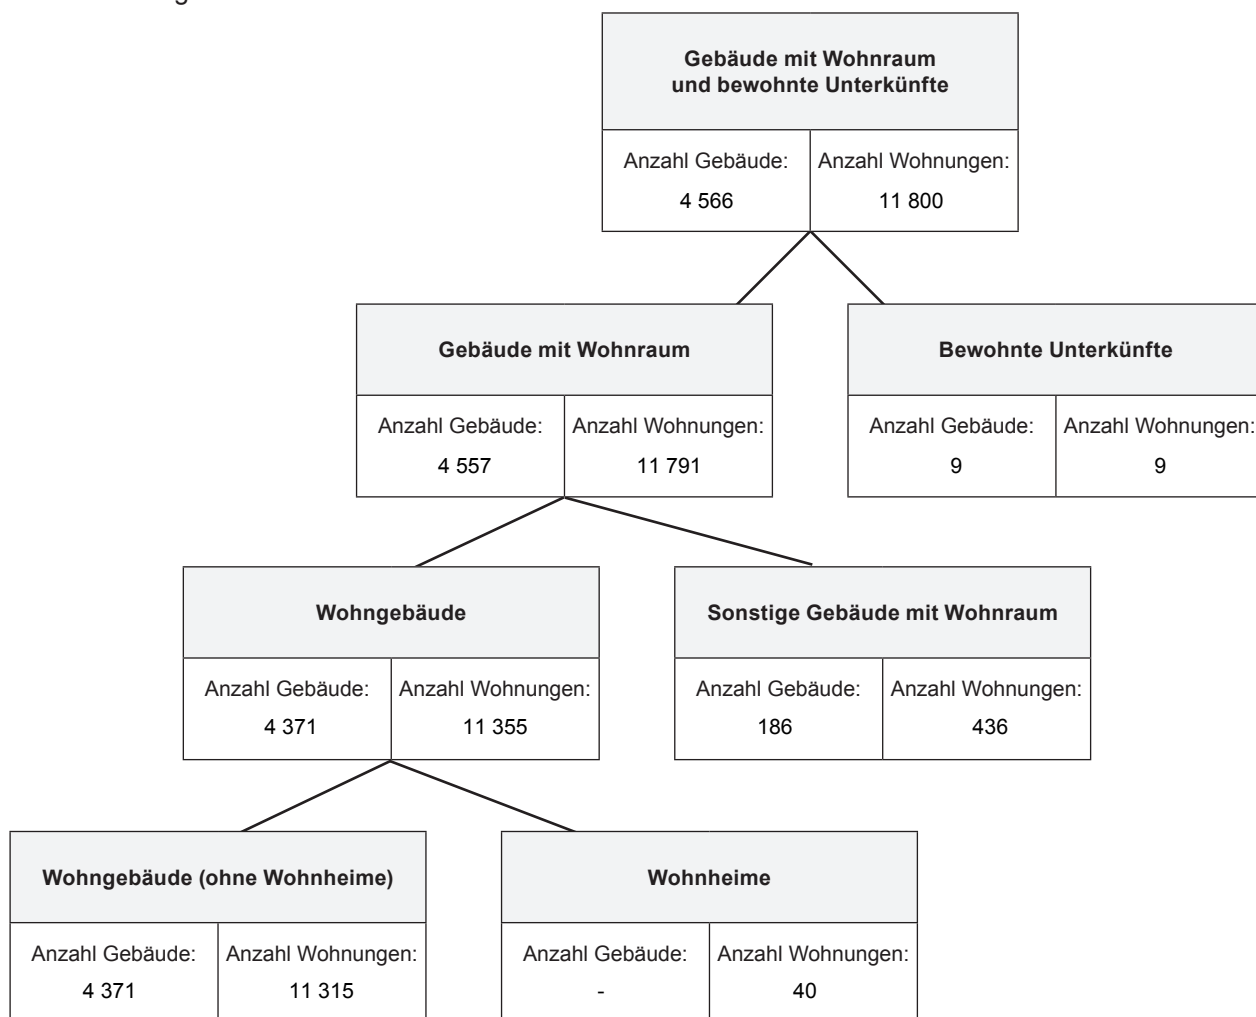 Gebäude mit Wohnraum
und bewohnte Unterkünfte
Anzahl Gebäude: Anzahl Wohnungen:
4 566 11 800
Gebäude mit Wohnraum
Anzahl Gebäude: Anzahl Wohnungen:
4 557 11 791
Bewohnte Unterkünfte
Anzahl Gebäude: Anzahl Wohnungen:
9 9
Wohngebäude
Anzahl Gebäude: Anzahl Wohnungen:
4 371 11 355
Sonstige Gebäude mit Wohnraum
Anzahl Gebäude: Anzahl Wohnungen:
186 436
Wohngebäude (ohne Wohnheime)
Anzahl Gebäude: Anzahl Wohnungen:
4 371 11 315
Wohnheime
Anzahl Gebäude: Anzahl Wohnungen:
- 40